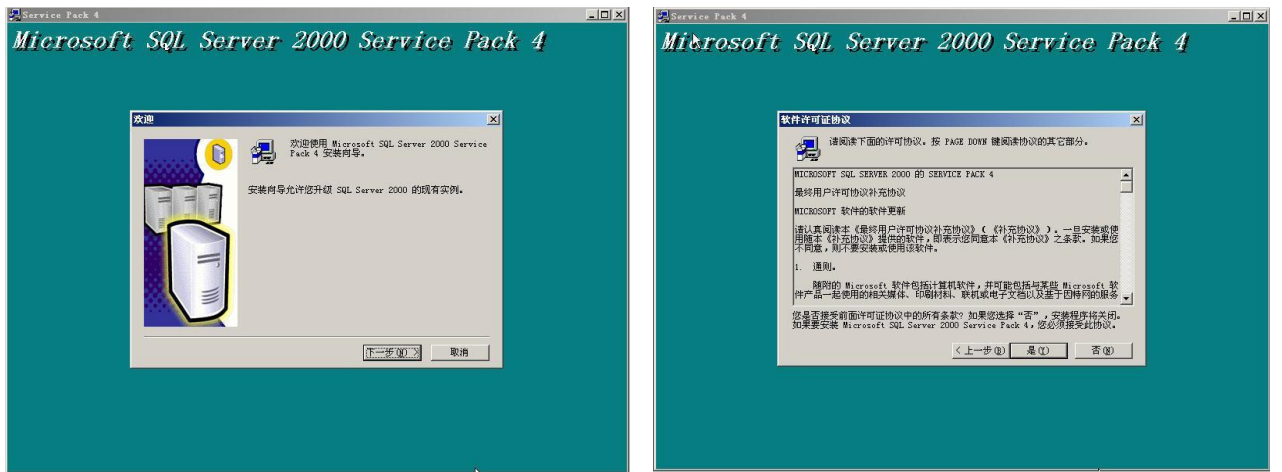 Service Pack 4
Microsoft SQL Server 2000 Service Pack 4
欢迎
欢迎使用 Microsoft SQL Server 2000 Service
Pack 4 安装向导。
安装向导允许您升级 SQL Server 2000 的现有实例。
下一步(N) >
取消
Service Pack 4
Microsoft SQL Server 2000 Service Pack 4
软件许可证协议
请阅读下面的许可协议。按 PAGE DOWN 键阅读协议的其它部分。
MICROSOFT SQL SERVER 2000 的 SERVICE PACK 4
最终用户许可协议补充协议
MICROSOFT 软件的软件更新
请认真阅读本《最终用户许可协议补充协议》(《补充协议》)。一旦安装或使
用随本《补充协议》提供的软件,即表示您同意本《补充协议》之条款。如果您
不同意,则不要安装或使用该软件。
1. 通则。
随附的 Microsoft 软件包括计算机软件,并可能包括与某些 Microsoft 软
件产品一起使用的相关媒体、印刷材料、联机或电子文档以及基于因特网的服务
您是否接受前面许可证协议中的所有条款?如果您选择“否”,安装程序将关闭。
如果要安装 Microsoft SQL Server 2000 Service Pack 4,您必须接受此协议。
< 上一步(B)
是(Y)
否(N)